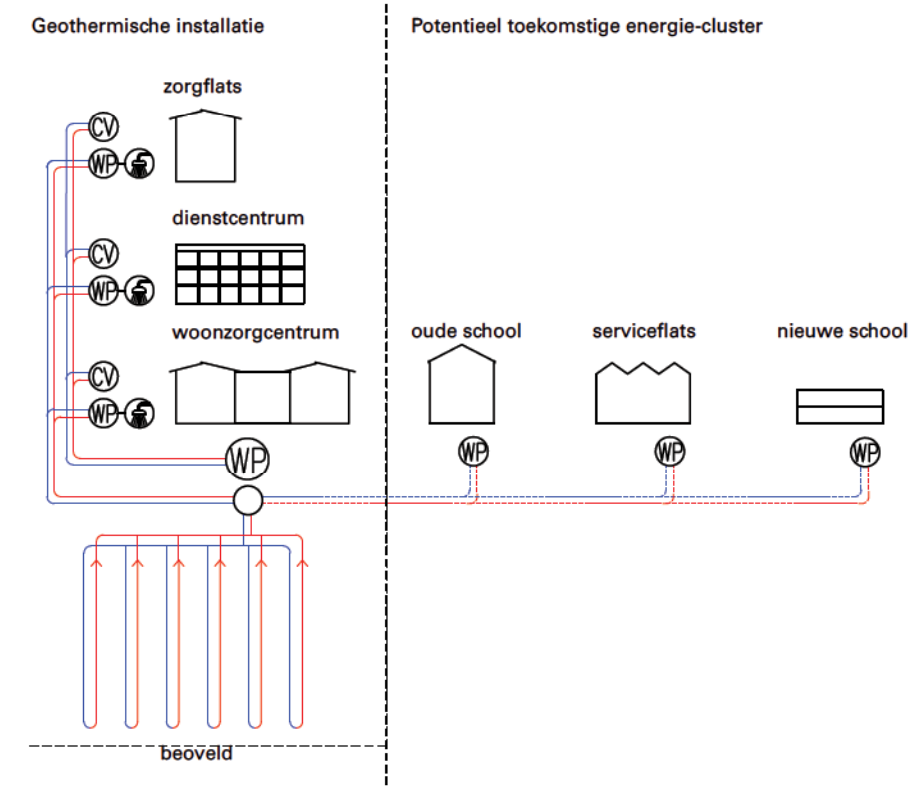 Geothermische installatie
Potentieel toekomstige energie-cluster
zorgflats
CV
WP
dienstcentrum
CV
WP
woonzorgcentrum
oude school
serviceflats
nieuwe school
CV
WP
WP
WP
WP
WP
beoveld